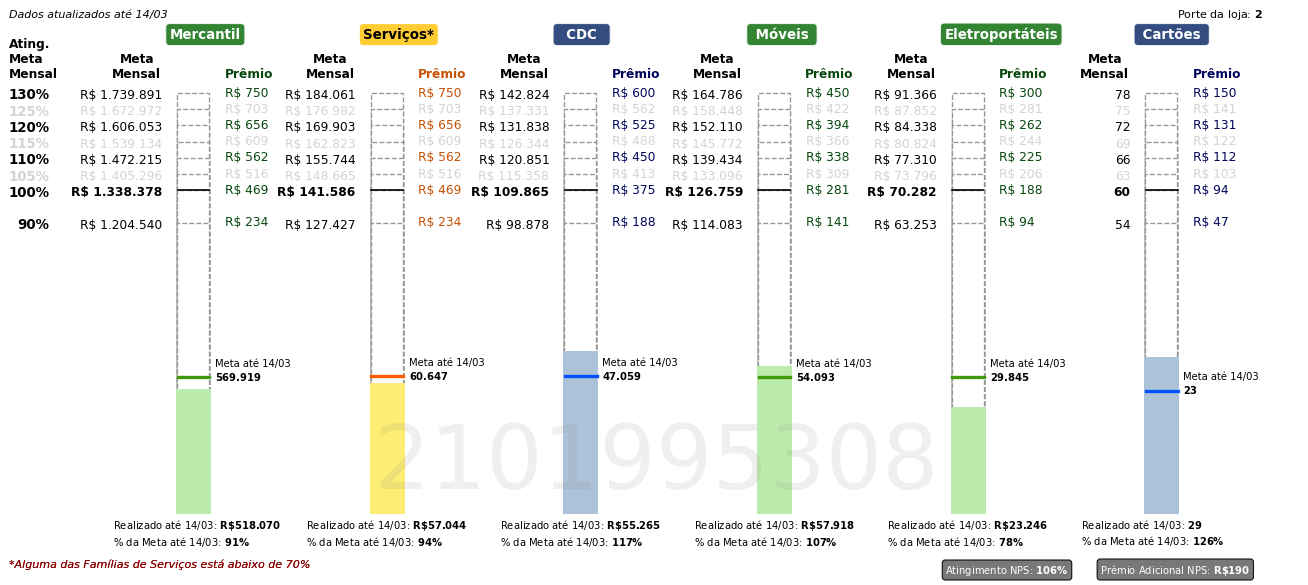 Dados atualizados até 14/03 Porte da loja: 2
Mercantil Serviços* CDC Móveis Eletroportáteis Cartões
Ating. Meta Mensal Meta Mensal Prêmio Meta Mensal Prêmio Meta Mensal Prêmio Meta Mensal Prêmio Meta Mensal Prêmio Meta Mensal Prêmio
130% R$ 1.739.891 R$ 750 R$ 184.061 R$ 750 R$ 142.824 R$ 600 R$ 164.786 R$ 450 R$ 91.366 R$ 300 78 R$ 150
125% R$ 1.672.972 R$ 703 R$ 176.982 R$ 703 R$ 137.331 R$ 562 R$ 158.448 R$ 422 R$ 87.852 R$ 281 75 R$ 141
120% R$ 1.606.053 R$ 656 R$ 169.903 R$ 656 R$ 131.838 R$ 525 R$ 152.110 R$ 394 R$ 84.338 R$ 262 72 R$ 131
115% R$ 1.539.134 R$ 609 R$ 162.823 R$ 609 R$ 126.344 R$ 488 R$ 145.772 R$ 366 R$ 80.824 R$ 244 69 R$ 122
110% R$ 1.472.215 R$ 562 R$ 155.744 R$ 562 R$ 120.851 R$ 450 R$ 139.434 R$ 338 R$ 77.310 R$ 225 66 R$ 112
105% R$ 1.405.296 R$ 516 R$ 148.665 R$ 516 R$ 115.358 R$ 413 R$ 133.096 R$ 309 R$ 73.796 R$ 206 63 R$ 103
100% R$ 1.338.378 R$ 469 R$ 141.586 R$ 469 R$ 109.865 R$ 375 R$ 126.759 R$ 281 R$ 70.282 R$ 188 60 R$ 94
90% R$ 1.204.540 R$ 234 R$ 127.427 R$ 234 R$ 98.878 R$ 188 R$ 114.083 R$ 141 R$ 63.253 R$ 94 54 R$ 47
Meta até 14/03 Meta até 14/03 Meta até 14/03 Meta até 14/03 Meta até 14/03 Meta até 14/03
569.919 60.647 47.059 54.093 29.845 23
2101995308
Realizado até 14/03: R$518.070 Realizado até 14/03: R$57.044 Realizado até 14/03: R$55.265 Realizado até 14/03: R$57.918 Realizado até 14/03: R$23.246 Realizado até 14/03: 29
% da Meta até 14/03: 91% % da Meta até 14/03: 94% % da Meta até 14/03: 117% % da Meta até 14/03: 107% % da Meta até 14/03: 78% % da Meta até 14/03: 126%
*Alguma das Famílias de Serviços está abaixo de 70% Atingimento NPS: 106% Prêmio Adicional NPS: R$190